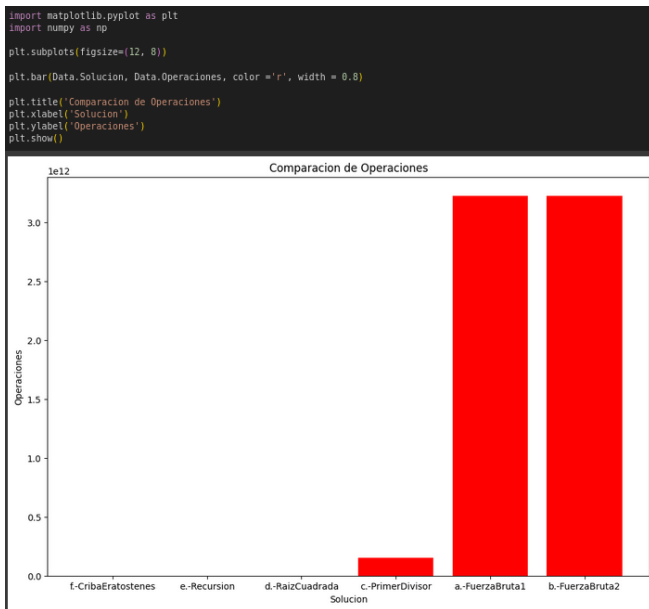 import matplotlib.pyplot as plt
import numpy as np
plt.subplots(figsize=(12, 8))
plt.bar(Data.Solucion, Data.Operaciones, color ='r', width = 0.8)
plt.title('Comparacion de Operaciones')
plt.xlabel('Solucion')
plt.ylabel('Operaciones')
plt.show()
Comparacion de Operaciones
1e12
3.0
2.5
2.0
1.5
1.0
0.5
0.0
Operaciones
f.-CribaEratostenes e.-Recursion d.-RaizCuadrada c.-PrimerDivisor a.-FuerzaBruta1 b.-FuerzaBruta2
Solucion